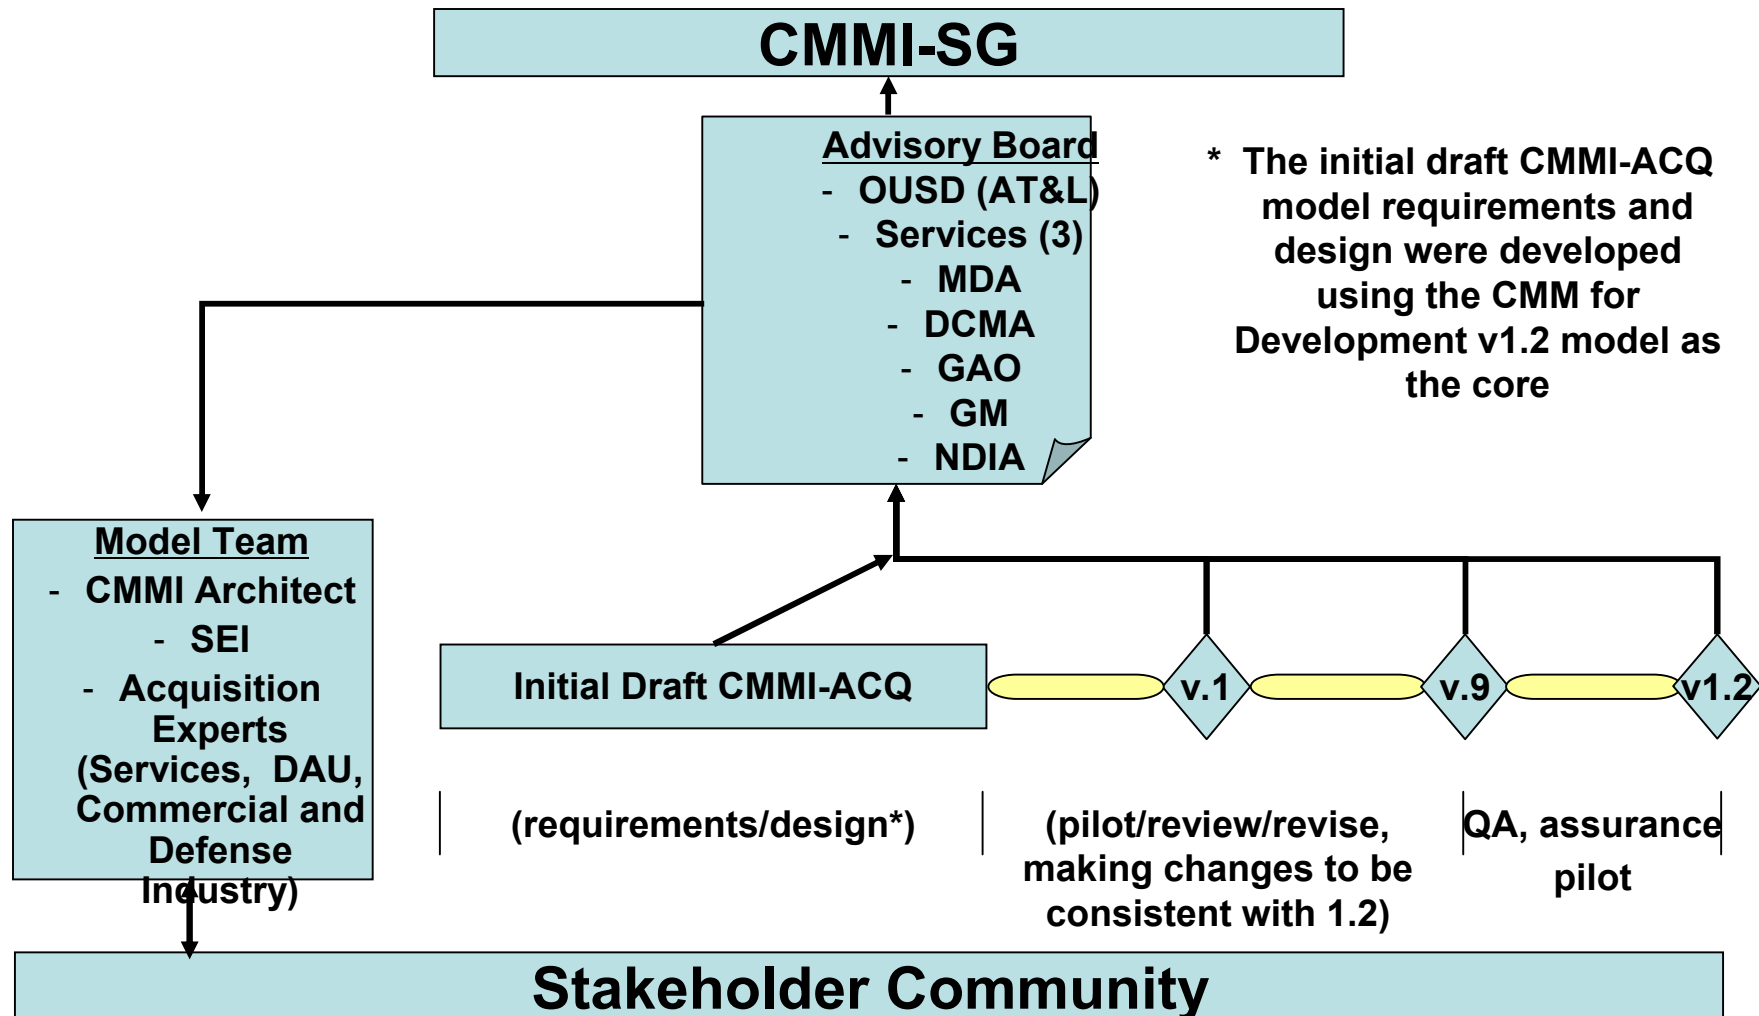 CMMI-SG
Advisory Board
- OUSD (AT&L)
- Services (3)
- MDA
- DCMA
- GAO
- GM
- NDIA
* The initial draft CMMI-ACQ
model requirements and
design were developed
using the CMM for
Development v1.2 model as
the core
Model Team
- CMMI Architect
- SEI
- Acquisition
Experts
(Services, DAU,
Commercial and
Defense
Industry)
Initial Draft CMMI-ACQ
v.1
v.9
v1.2
(requirements/design*)
(pilot/review/revise,
making changes to be
consistent with 1.2)
QA, assurance
pilot
Stakeholder Community